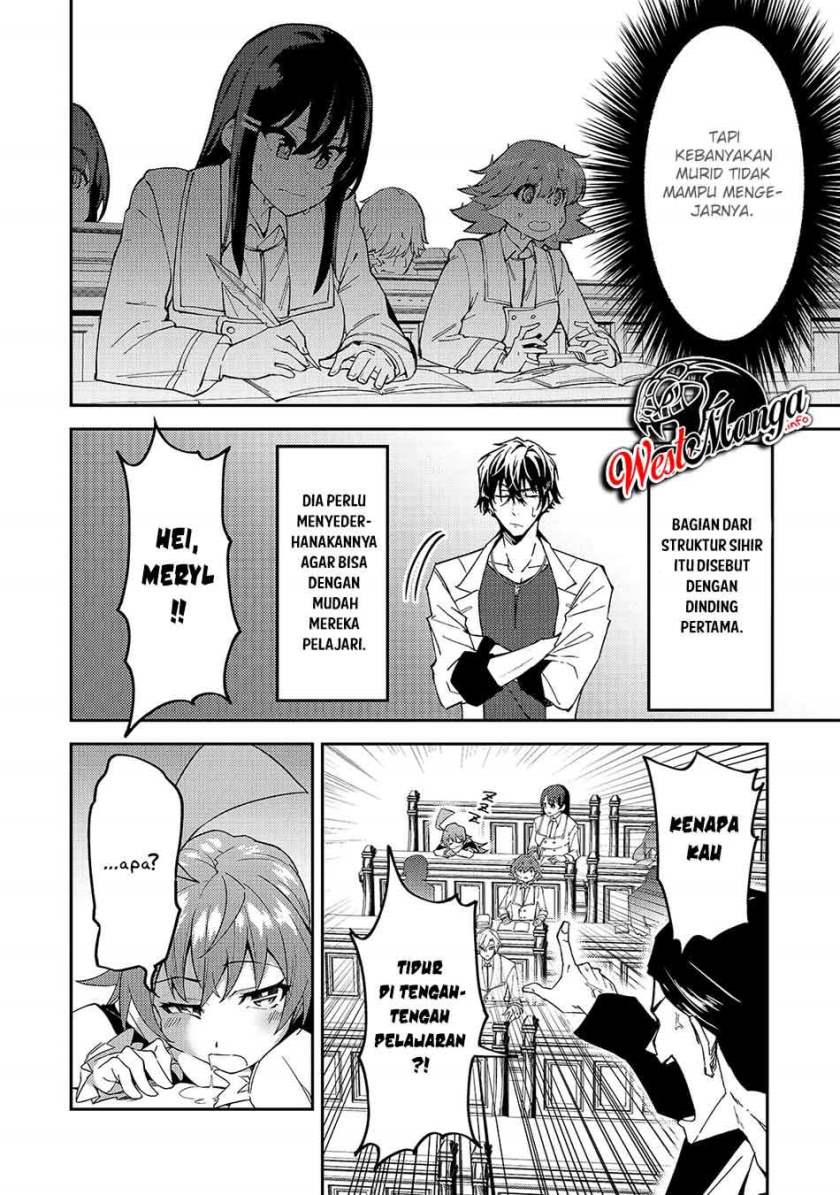 TAPI
KEBANYAKAN
MURID TIDAK
MAMPU MENGE-
JARNYA.
WestManga
.info
BAGIAN DARI
STRUKTUR SIHIR
ITU DISEBUT
DENGAN
DINDING
PERTAMA.
DIA PERLU
MENYEDER-
HANAKANNYA
AGAR BISA
DENGAN
MUDAH
MEREKA
PELAJARI.
HEI,
MERYL
!!
KENAPA
KAU
Z Z Z
TIDUR
DI TENGAH-
TENGAH
PELAJARAN
?!
...apa?